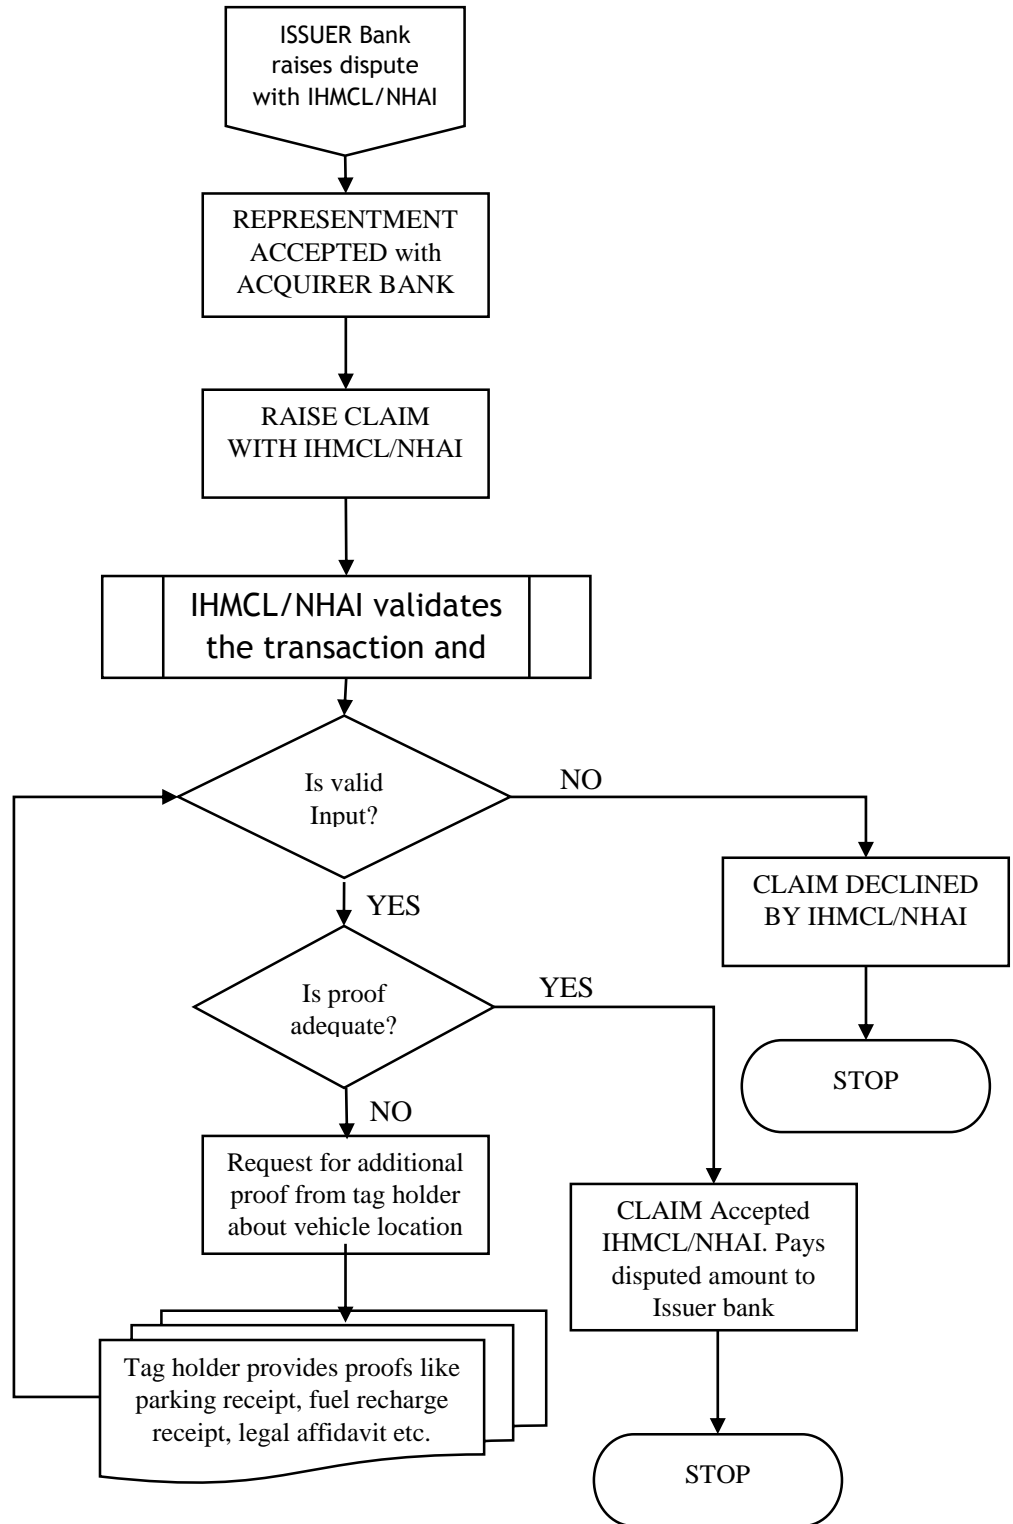 ISSUER Bank
raises dispute
with IHMCL/NHAI
REPRESENTMENT
ACCEPTED with
ACQUIRER BANK
RAISE CLAIM
WITH IHMCL/NHAI
IHMCL/NHAI validates
the transaction and
Is valid
Input?
NO
CLAIM DECLINED
BY IHMCL/NHAI
YES
Is proof
adequate?
YES
STOP
NO
Request for additional
proof from tag holder
about vehicle location
CLAIM Accepted
IHMCL/NHAI. Pays
disputed amount to
Issuer bank
Tag holder provides proofs like
parking receipt, fuel recharge
receipt, legal affidavit etc.
STOP